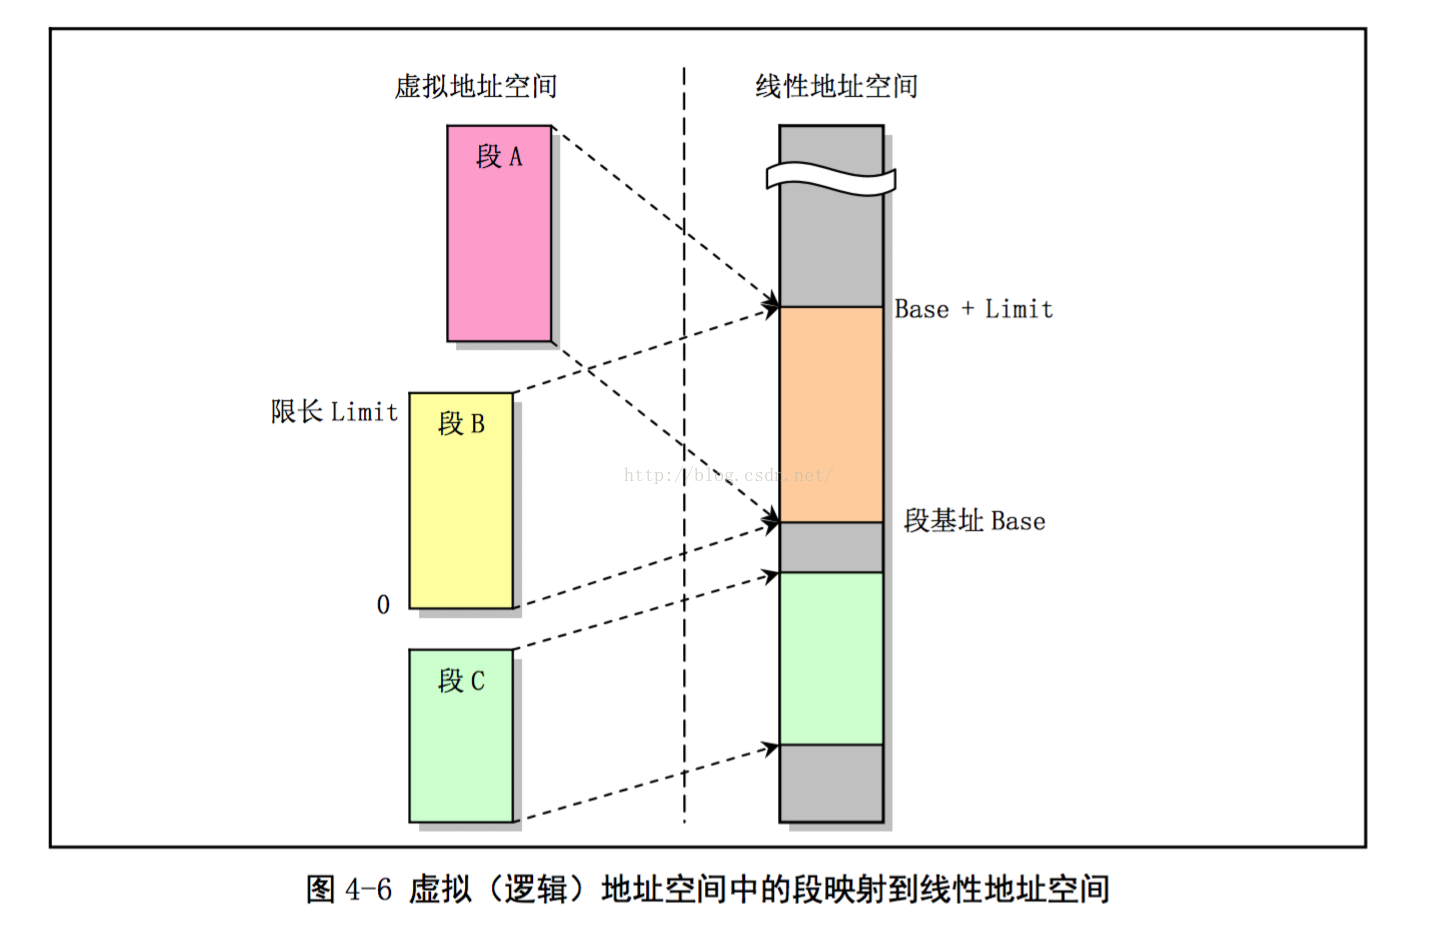 虚拟地址空间
线性地址空间
段 A
Base + Limit
限长 Limit
段 B
http://blog.csdn.net/
段基址 Base
0
段 C
图 4-6 虚拟（逻辑）地址空间中的段映射到线性地址空间